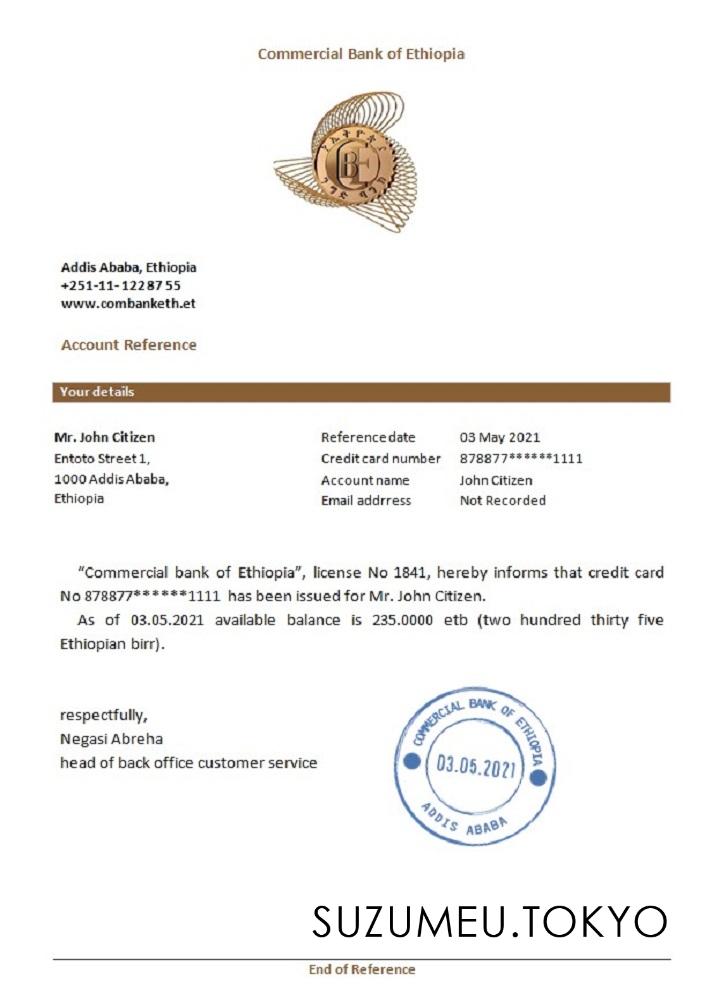 Commercial Bank of Ethiopia
CBE
Addis Ababa, Ethiopia
+251-11-1228755
www.combanketh.et
Account Reference
Your details
Mr. John Citizen
Entoto Street 1,
1000 Addis Ababa,
Ethiopia
Reference date 03 May 2021
Credit card number 878877******1111
Account name John Citizen
Email addrress Not Recorded
“Commercial bank of Ethiopia”, license No 1841, hereby informs that credit card
No 878877******1111 has been issued for Mr. John Citizen.
As of 03.05.2021 available balance is 235.0000 etb (two hundred thirty five
Ethiopian birr).
respectfully,
Negasi Abreha
head of back office customer service
COMMERCIAL BANK OF ETHIOPIA
03.05.2021
ADDIS ABABA
SUZUMEU.TOKYO
End of Reference